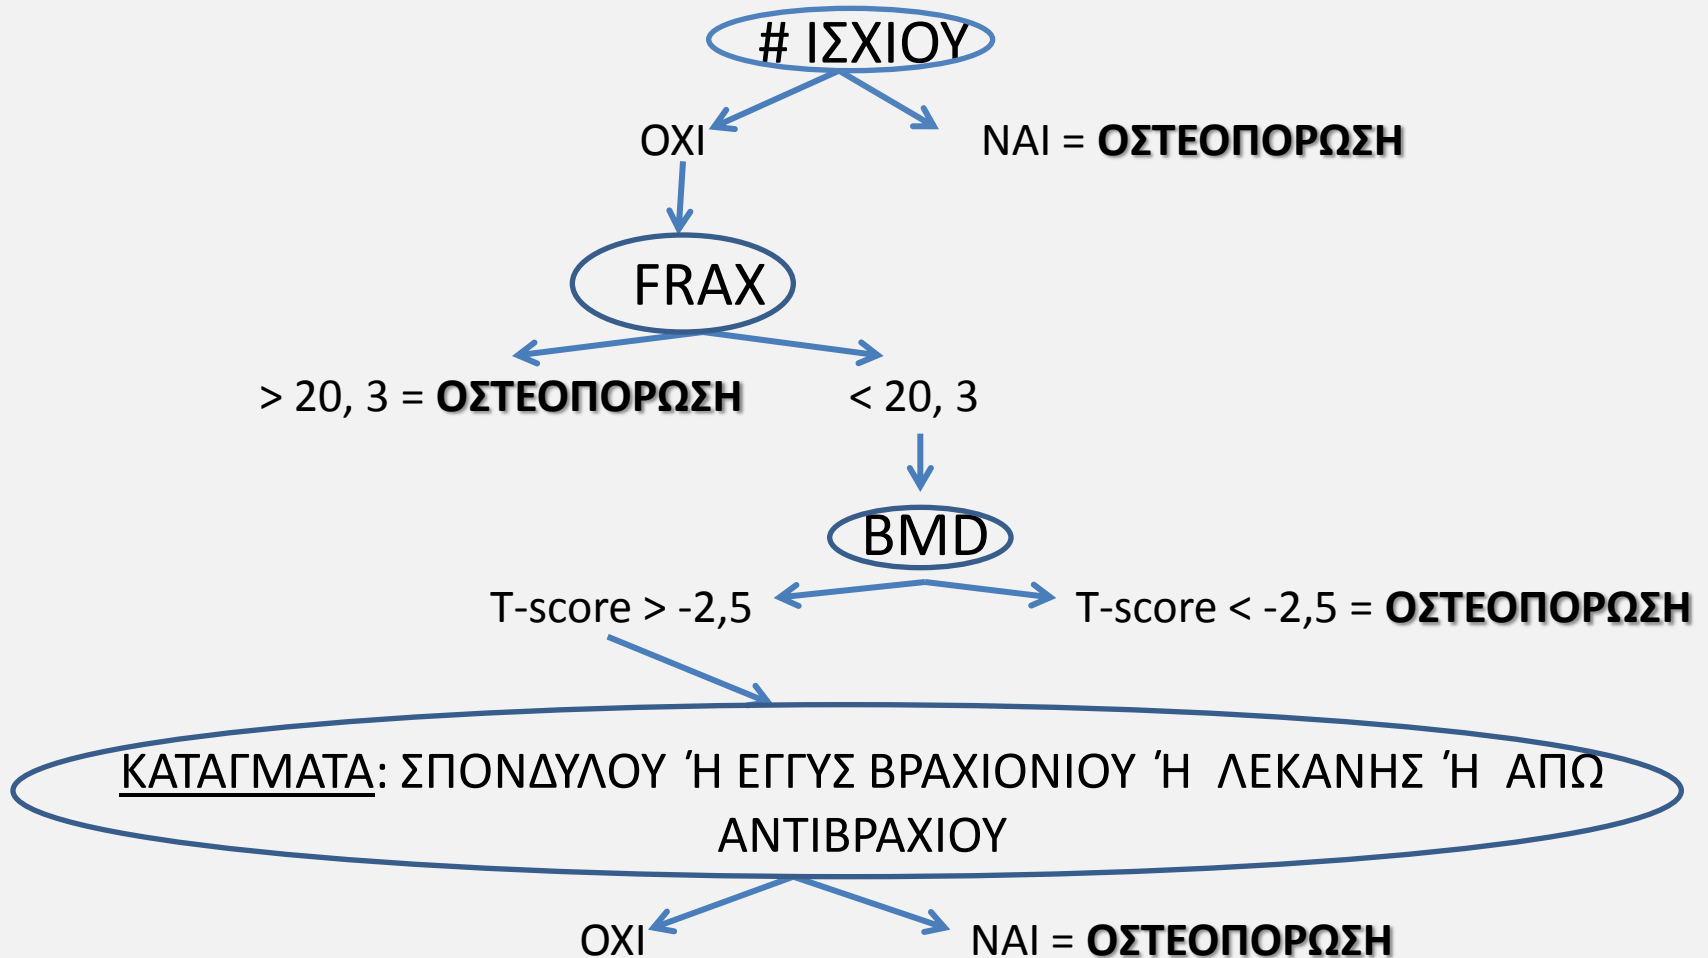 # ΙΣΧΙΟΥ
ΟΧΙ
ΝΑΙ = ΟΣΤΕΟΠΟΡΩΣΗ
FRAX
> 20, 3 = ΟΣΤΕΟΠΟΡΩΣΗ
< 20, 3
BMD
T-score > -2,5
T-score < -2,5 = ΟΣΤΕΟΠΟΡΩΣΗ
ΚΑΤΑΓΜΑΤΑ: ΣΠΟΝΔΥΛΟΥ Ή ΕΓΓΥΣ ΒΡΑΧΙΟΝΙΟΥ Ή ΛΕΚΑΝΗΣ Ή ΑΠΩ
ΑΝΤΙΒΡΑΧΙΟΥ
ΟΧΙ
ΝΑΙ = ΟΣΤΕΟΠΟΡΩΣΗ